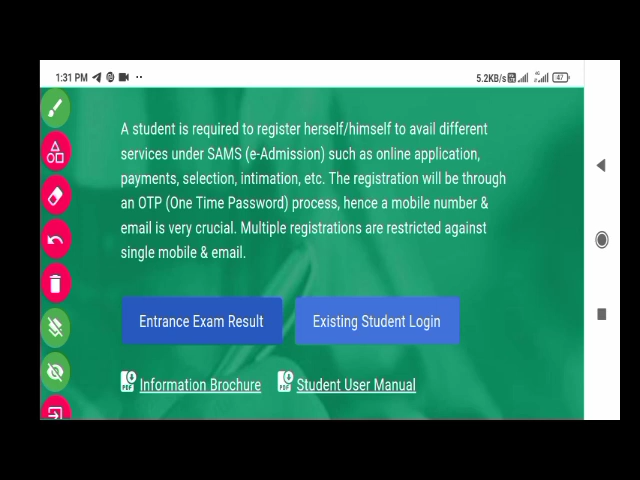 1:31 PM
5.2KB/s 47
A student is required to register herself/himself to avail different
services under SAMS (e-Admission) such as online application,
payments, selection, intimation, etc. The registration will be through
an OTP (One Time Password) process, hence a mobile number &
email is very crucial. Multiple registrations are restricted against
single mobile & email.
Entrance Exam Result
Existing Student Login
PDF Information Brochure
PDF Student User Manual